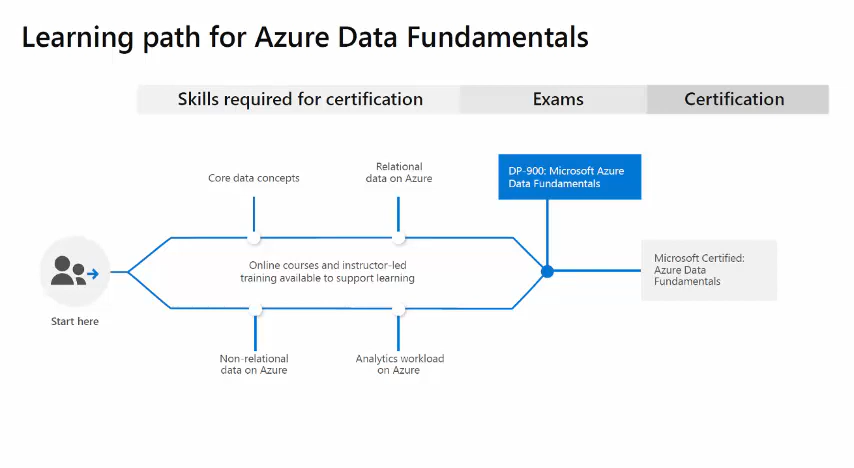 Learning path for Azure Data Fundamentals
Skills required for certification
Exams
Certification
Core data concepts
Relational
data on Azure
DP-900: Microsoft Azure
Data Fundamentals
Online courses and instructor-led
training available to support learning
Microsoft Certified:
Azure Data
Fundamentals
Start here
Non-relational
data on Azure
Analytics workload
on Azure